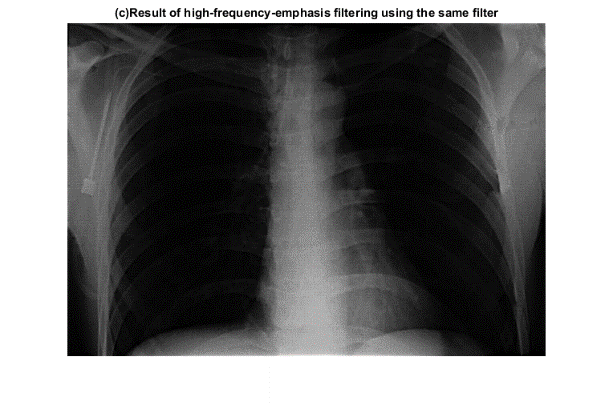 (c)Result of high-frequency-emphasis filtering using the same filter